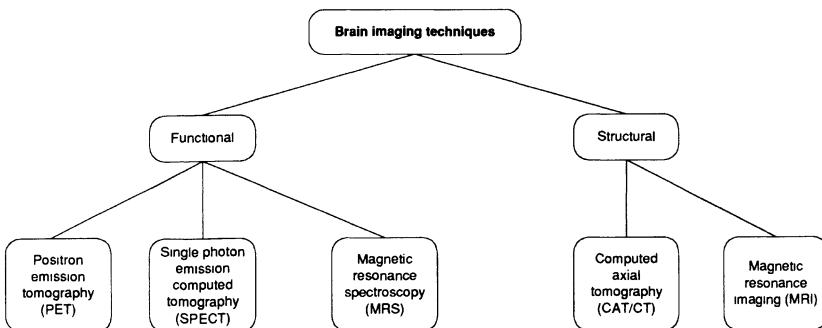 Brain imaging techniques
Functional
Structural
Positron
emission
tomography
(PET)
Single photon
emission
computed
tomography
(SPECT)
Magnetic
resonance
spectroscopy
(MRS)
Computed
axial
tomography
(CAT/CT)
Magnetic
resonance
imaging (MRI)